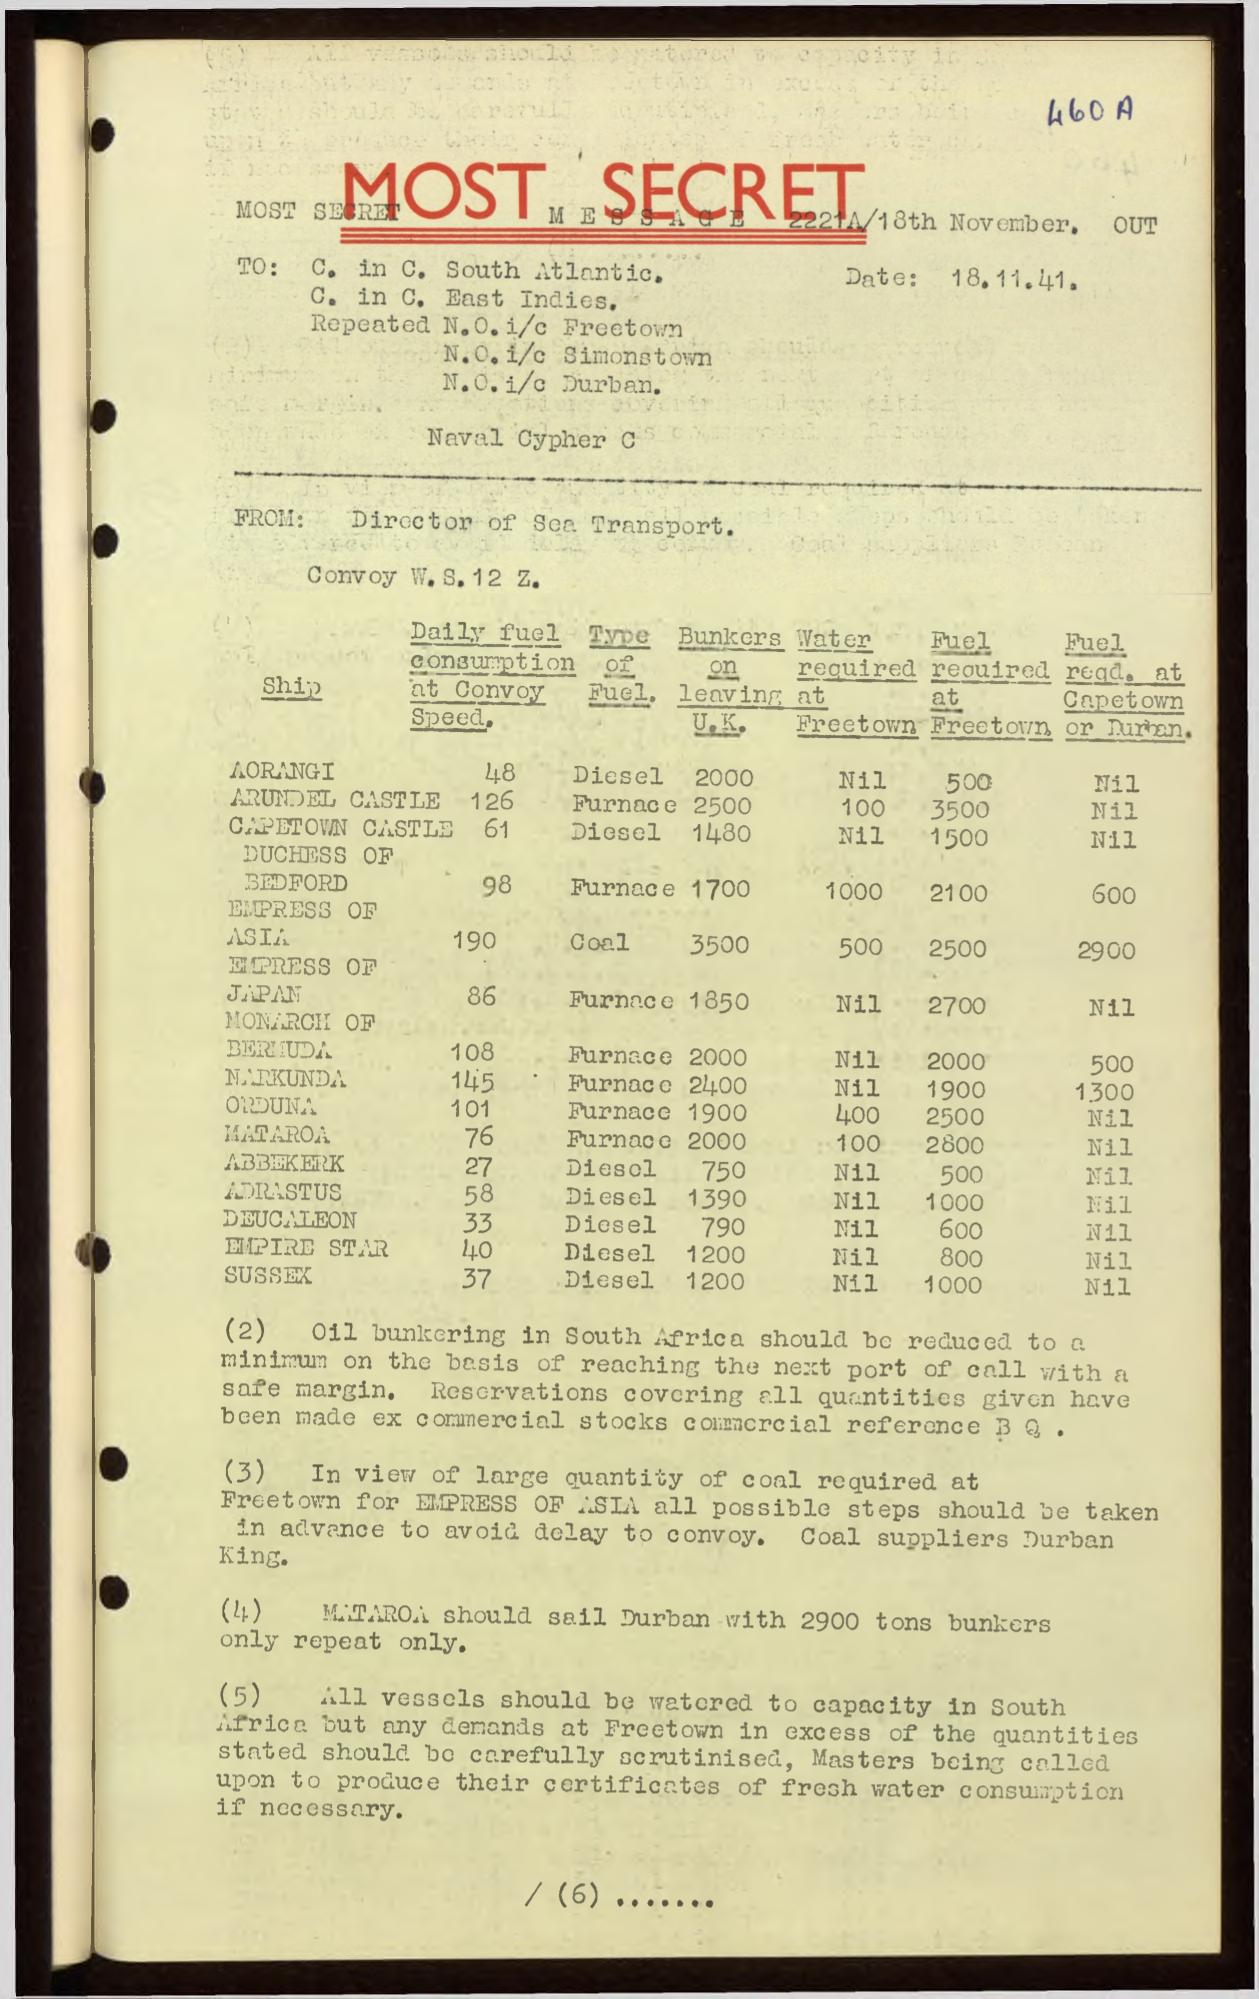 460A
MOST SECRET
MOST SECRET M E S S A G E 2221A/18th November. OUT
TO: C. in C. South Atlantic. Date: 18.11.41.
C. in C. East Indies.
Repeated N.O.i/c Freetown
N.O.i/c Simonstown
N.O.i/c Durban.
Naval Cypher C
FROM: Director of Sea Transport.
Convoy W.S.12 Z.
Daily fuel Type Bunkers Water Fuel Fuel
consumption of on required required reqd. at
Ship at Convoy Fuel. leaving at at Capetown
Speed. U.K. Freetown Freetown or Durban.
AORANGI 48 Diesel 2000 Nil 500 Nil
ARUNDEL CASTLE 126 Furnace 2500 100 3500 Nil
CAPETOWN CASTLE 61 Diesel 1480 Nil 1500 Nil
DUCHESS OF
BEDFORD 98 Furnace 1700 1000 2100 600
EMPRESS OF
ASIA 190 Coal 3500 500 2500 2900
EMPRESS OF
JAPAN 86 Furnace 1850 Nil 2700 Nil
MONARCH OF
BERMUDA 108 Furnace 2000 Nil 2000 500
NARKUNDA 145 Furnace 2400 Nil 1900 1300
ORDUNA 101 Furnace 1900 400 2500 Nil
MATAROA 76 Furnace 2000 100 2800 Nil
ABBEKERK 27 Diesel 750 Nil 500 Nil
ADRASTUS 58 Diesel 1390 Nil 1000 Nil
DEUCALEON 33 Diesel 790 Nil 600 Nil
EMPIRE STAR 40 Diesel 1200 Nil 800 Nil
SUSSEX 37 Diesel 1200 Nil 1000 Nil
(2) Oil bunkering in South Africa should be reduced to a
minimum on the basis of reaching the next port of call with a
safe margin. Reservations covering all quantities given have
been made ex commercial stocks commercial reference B Q .
(3) In view of large quantity of coal required at
Freetown for EMPRESS OF ASIA all possible steps should be taken
in advance to avoid delay to convoy. Coal suppliers Durban
King.
(4) MATAROA should sail Durban with 2900 tons bunkers
only repeat only.
(5) All vessels should be watered to capacity in South
Africa but any demands at Freetown in excess of the quantities
stated should be carefully scrutinised, Masters being called
upon to produce their certificates of fresh water consumption
if necessary.
/ (6) .......